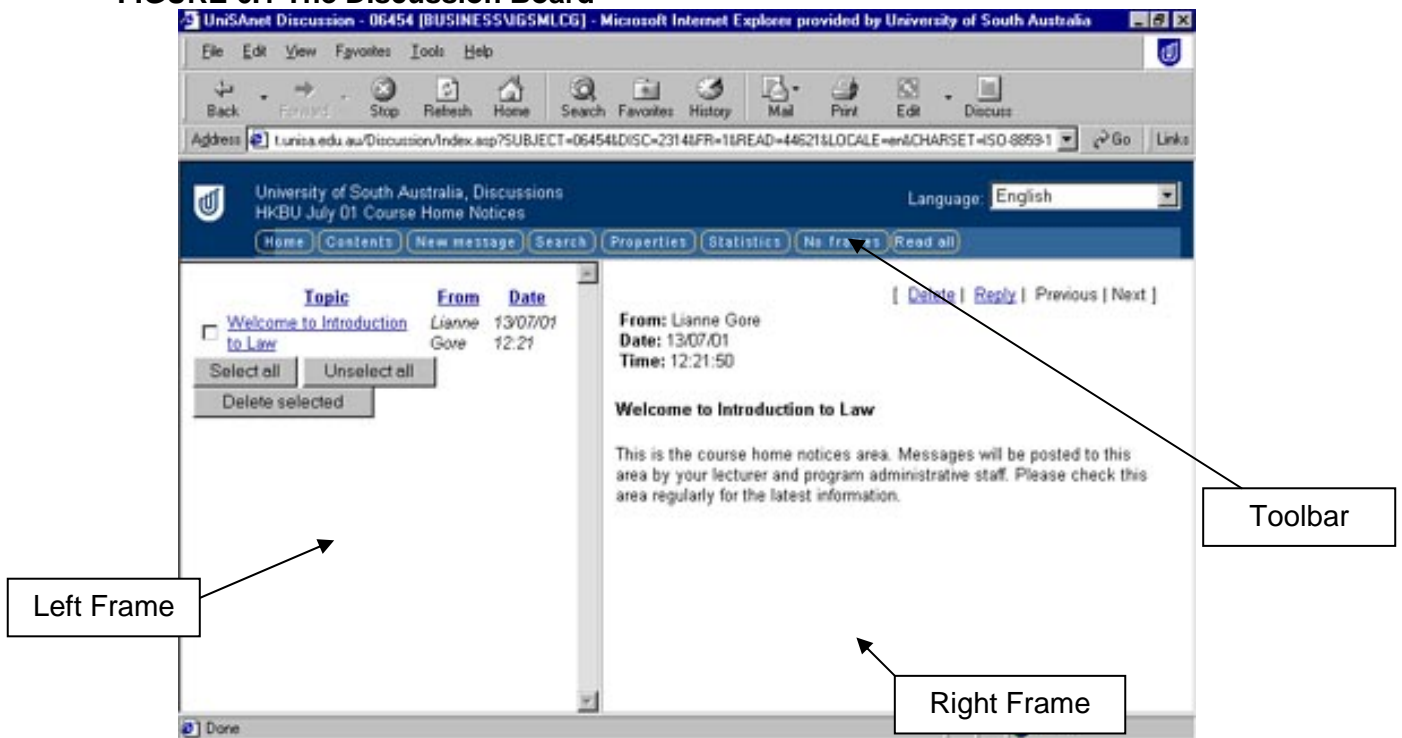 The Discussion Board
UniSAnet Discussion - 06454 [BUSINESS\IGSMLCG] - Microsoft Internet Explorer provided by University of South Australia
File Edit View Favorites Tools Help
Back Forward Stop Refresh Home Search Favorites History Mail Print Edit Discuss
Address t.unisa.edu.au/Discussion/Index.asp?SUBJECT=06454&DISC=2314&FR=1&READ=44621&LOCALE=en&CHARSET=ISO-8859-1 Go Links
University of South Australia, Discussions
HKBU July 01 Course Home Notices
Language: English
Home Contents New message Search Properties Statistics No frames Read all
Topic From Date
Welcome to Introduction to Law Lianne Gore 13/07/01 12:21
Select all Unselect all
Delete selected
[ Delete | Reply | Previous | Next ]
From: Lianne Gore
Date: 13/07/01
Time: 12:21:50
Welcome to Introduction to Law
This is the course home notices area. Messages will be posted to this
area by your lecturer and program administrative staff. Please check this
area regularly for the latest information.
Toolbar
Left Frame
Right Frame
Done